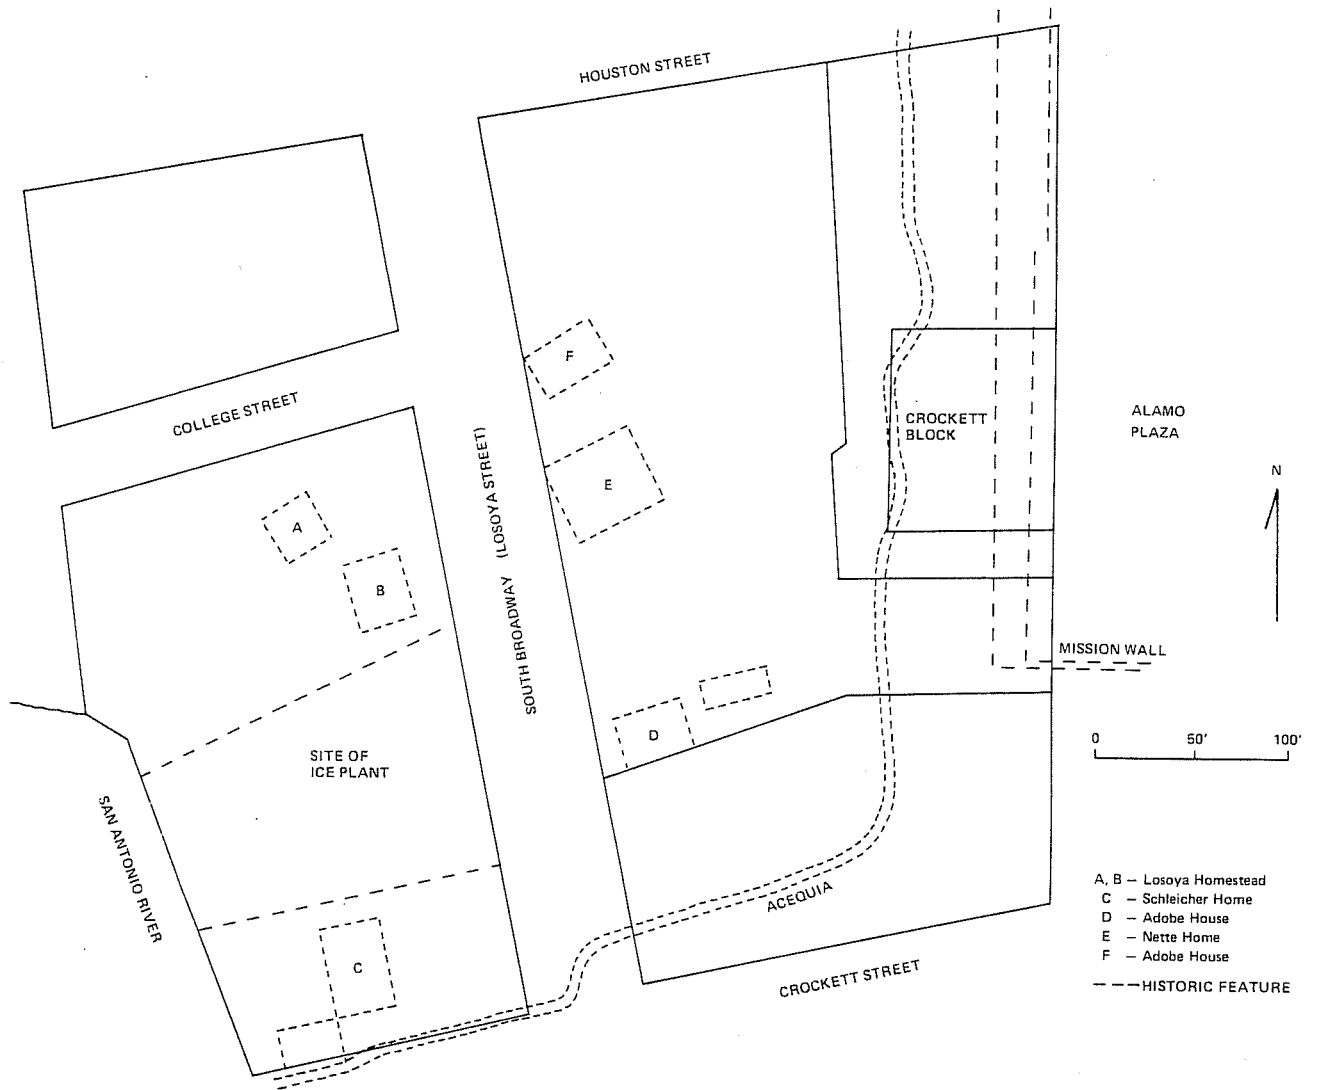 HOUSTON STREET
COLLEGE STREET
F
CROCKETT
BLOCK
ALAMO
PLAZA
N
E
A
B
SOUTH BROADWAY (LOSOYA STREET)
MISSION WALL
D
SITE OF
ICE PLANT
0 50' 100'
SAN ANTONIO RIVER
ACEQUIA
C
CROCKETT STREET
A, B – Losoya Homestead
C – Schleicher Home
D – Adobe House
E – Nette Home
F – Adobe House
– – – HISTORIC FEATURE